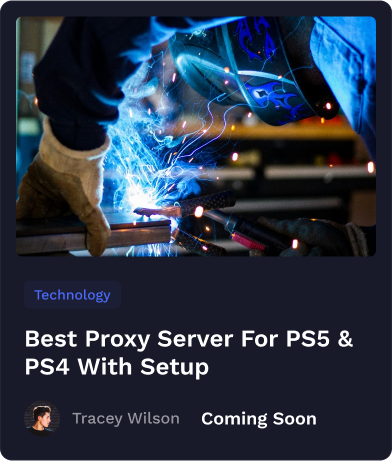 Technology
Best Proxy Server For PS5 &
PS4 With Setup
Tracey Wilson Coming Soon